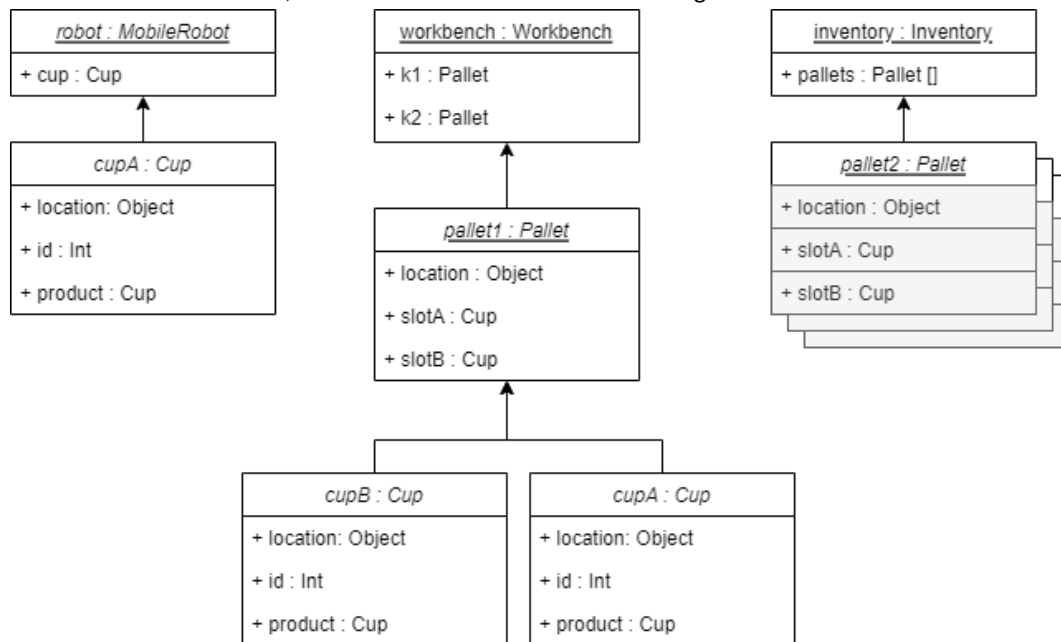 robot : MobileRobot
+ cup : Cup
cupA : Cup
+ location: Object
+ id : Int
+ product : Cup
workbench : Workbench
+ k1 : Pallet
+ k2 : Pallet
pallet1 : Pallet
+ location : Object
+ slotA : Cup
+ slotB : Cup
cupB : Cup
+ location: Object
+ id : Int
+ product : Cup
cupA : Cup
+ location: Object
+ id : Int
+ product : Cup
inventory : Inventory
+ pallets : Pallet []
pallet2 : Pallet
+ location : Object
+ slotA : Cup
+ slotB : Cup